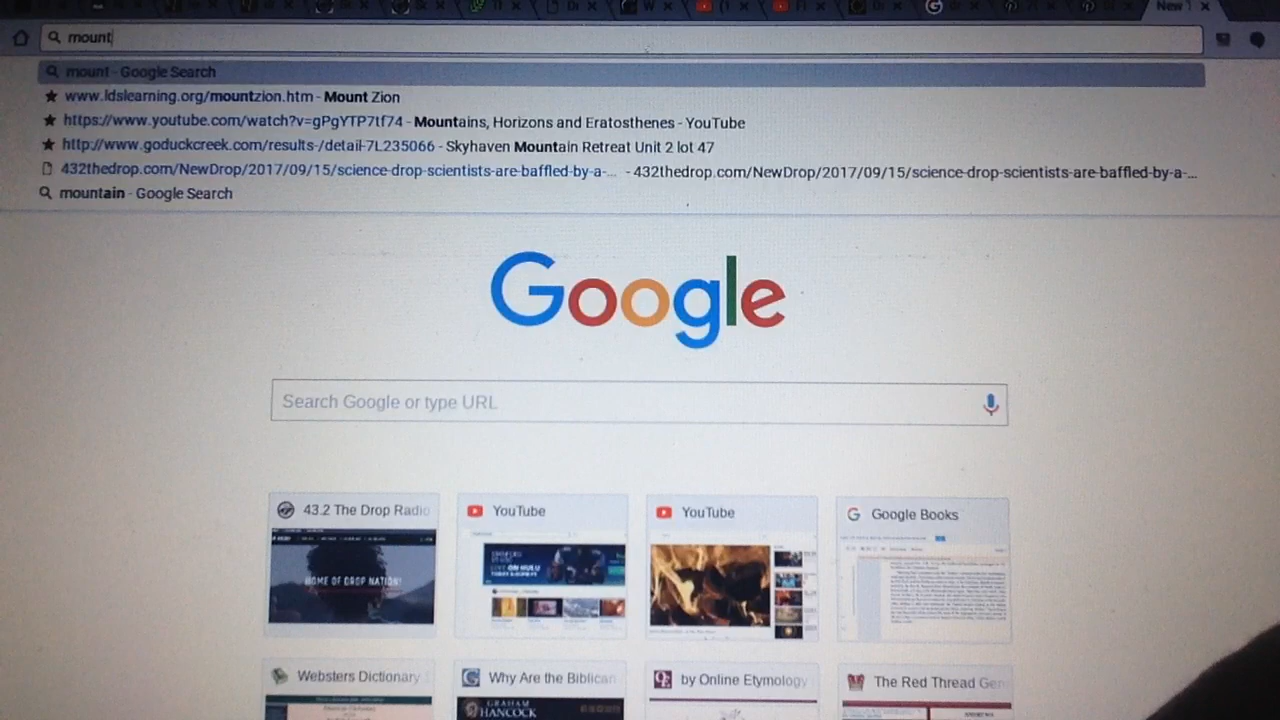 New
mount
mount - Google Search
www.ldslearning.org/mountzion.htm - Mount Zion
https://www.youtube.com/watch?v=gPgYTP7tf74 - Mountains, Horizons and Eratosthenes - YouTube
http://www.goduckcreek.com/results-/detail-7L235066 - Skyhaven Mountain Retreat Unit 2 lot 47
432thedrop.com/NewDrop/2017/09/15/science-drop-scientists-are-baffled-by-a-... - 432thedrop.com/NewDrop/2017/09/15/science-drop-scientists-are-baffled-by-a-...
mountain - Google Search
Google
Search Google or type URL
43.2 The Drop Radio
YouTube
YouTube
Google Books
HOME OF DROP NATION!
Websters Dictionary
Why Are the Biblican
by Online Etymology
The Red Thread Gen
GRAHAM
HANCOCK